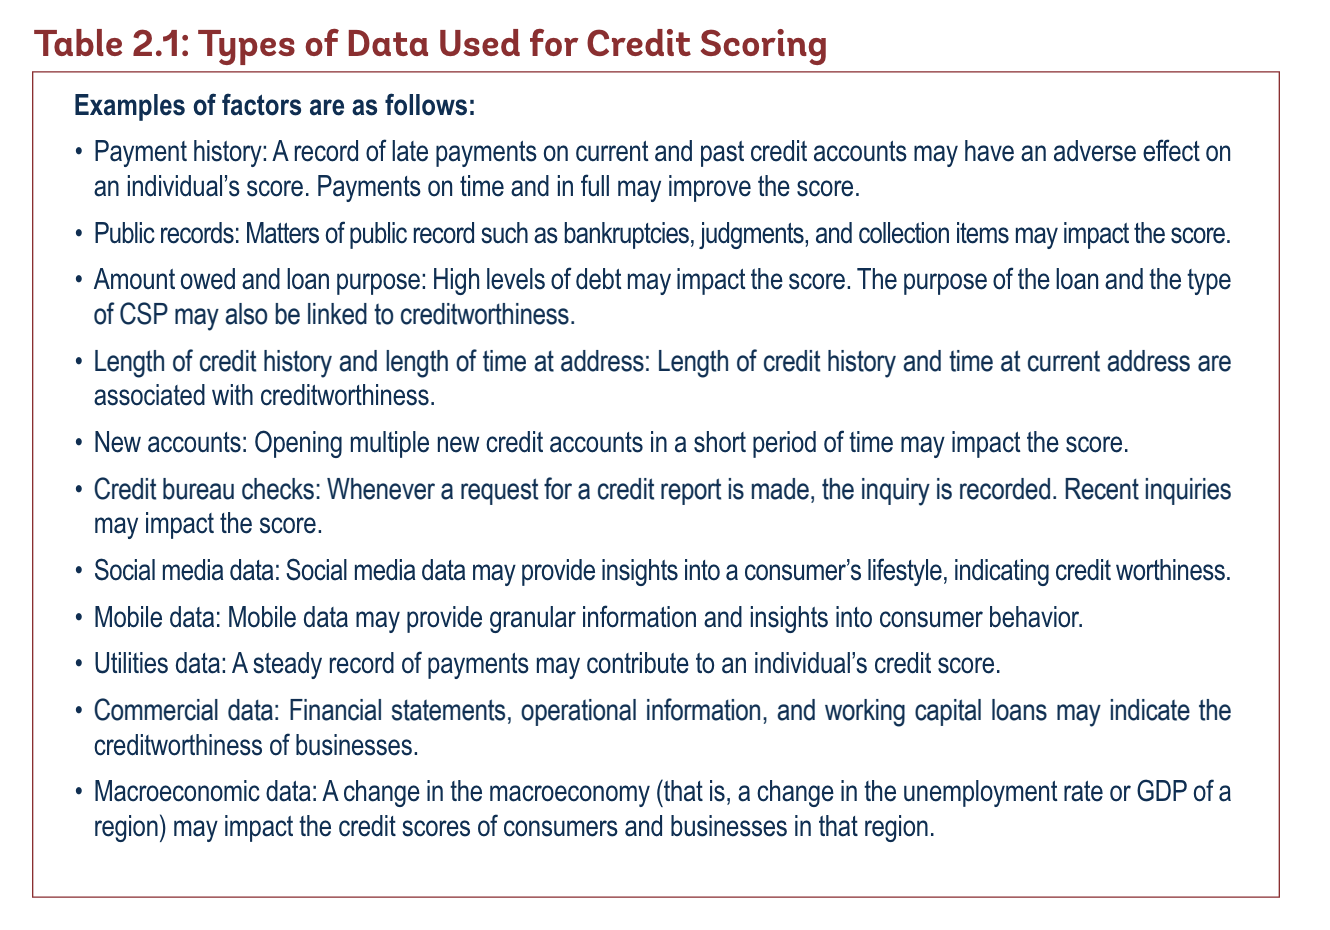 Table 2.1: Types of Data Used for Credit Scoring
Examples of factors are as follows:
• Payment history: A record of late payments on current and past credit accounts may have an adverse effect on
an individual’s score. Payments on time and in full may improve the score.
• Public records: Matters of public record such as bankruptcies, judgments, and collection items may impact the score.
• Amount owed and loan purpose: High levels of debt may impact the score. The purpose of the loan and the type
of CSP may also be linked to creditworthiness.
• Length of credit history and length of time at address: Length of credit history and time at current address are
associated with creditworthiness.
• New accounts: Opening multiple new credit accounts in a short period of time may impact the score.
• Credit bureau checks: Whenever a request for a credit report is made, the inquiry is recorded. Recent inquiries
may impact the score.
• Social media data: Social media data may provide insights into a consumer’s lifestyle, indicating credit worthiness.
• Mobile data: Mobile data may provide granular information and insights into consumer behavior.
• Utilities data: A steady record of payments may contribute to an individual’s credit score.
• Commercial data: Financial statements, operational information, and working capital loans may indicate the
creditworthiness of businesses.
• Macroeconomic data: A change in the macroeconomy (that is, a change in the unemployment rate or GDP of a
region) may impact the credit scores of consumers and businesses in that region.